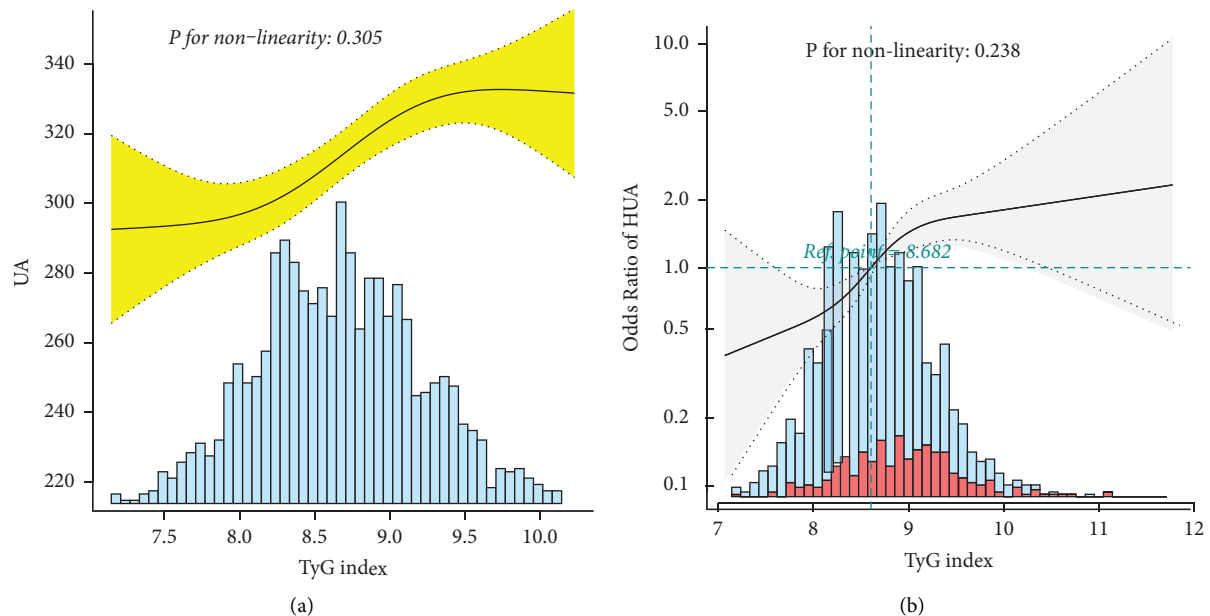 P for non−linearity: 0.305
340
320
300
280
260
240
220
UA
7.5
8.0
8.5
9.0
9.5
10.0
TyG index
(a)
P for non-linearity: 0.238
10.0
5.0
2.0
1.0
0.5
0.2
0.1
Odds Ratio of HUA
Ref. point = 8.682
7
8
9
10
11
12
TyG index
(b)